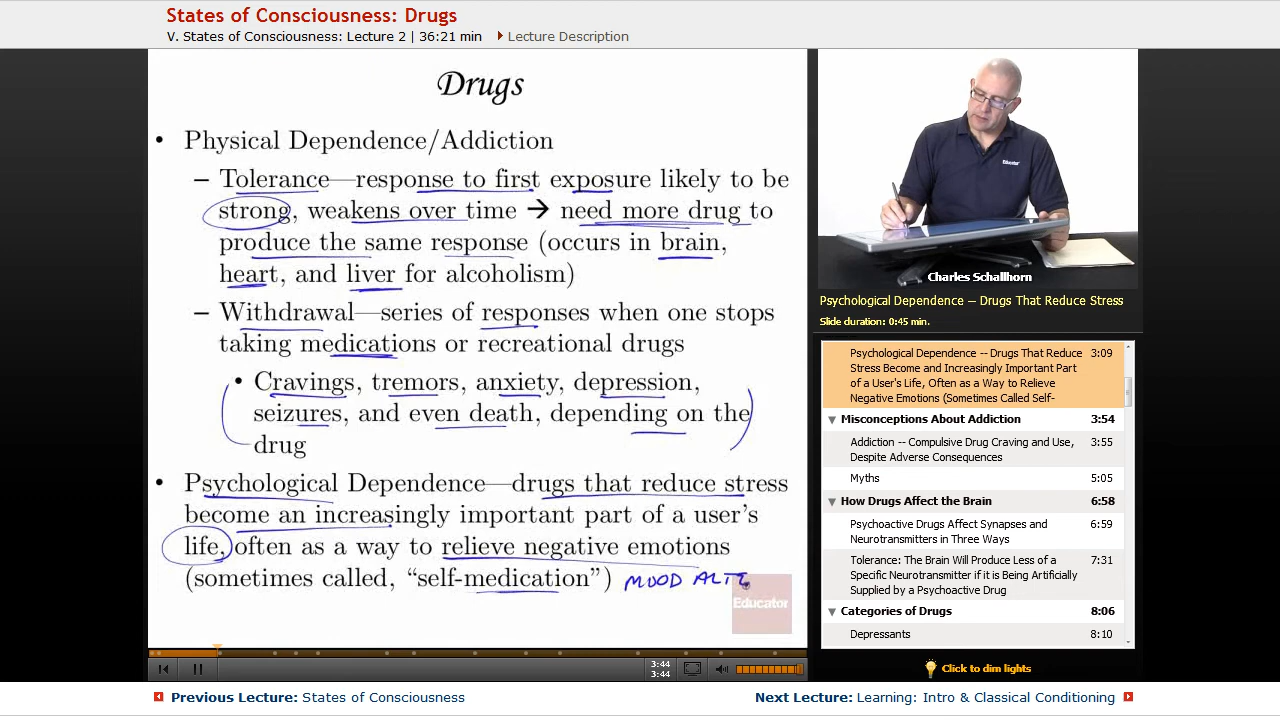 States of Consciousness: Drugs
V. States of Consciousness: Lecture 2 | 36:21 min Lecture Description
Drugs
• Physical Dependence/Addiction
– Tolerance—response to first exposure likely to be
strong, weakens over time → need more drug to
produce the same response (occurs in brain,
heart, and liver for alcoholism)
– Withdrawal—series of responses when one stops
taking medications or recreational drugs
• Cravings, tremors, anxiety, depression,
seizures, and even death, depending on the
drug
• Psychological Dependence—drugs that reduce stress
become an increasingly important part of a user's
life, often as a way to relieve negative emotions
(sometimes called, “self-medication”) MOOD ALTE
Educator
3:44
3:44
Educator
Charles Schallhorn
Psychological Dependence -- Drugs That Reduce Stress
Slide duration: 0:45 min.
Psychological Dependence -- Drugs That Reduce 3:09
Stress Become and Increasingly Important Part
of a User's Life, Often as a Way to Relieve
Negative Emotions (Sometimes Called Self-
Misconceptions About Addiction 3:54
Addiction -- Compulsive Drug Craving and Use, 3:55
Despite Adverse Consequences
Myths 5:05
How Drugs Affect the Brain 6:58
Psychoactive Drugs Affect Synapses and 6:59
Neurotransmitters in Three Ways
Tolerance: The Brain Will Produce Less of a 7:31
Specific Neurotransmitter if it is Being Artificially
Supplied by a Psychoactive Drug
Categories of Drugs 8:06
Depressants 8:10
Click to dim lights
Previous Lecture: States of Consciousness
Next Lecture: Learning: Intro & Classical Conditioning